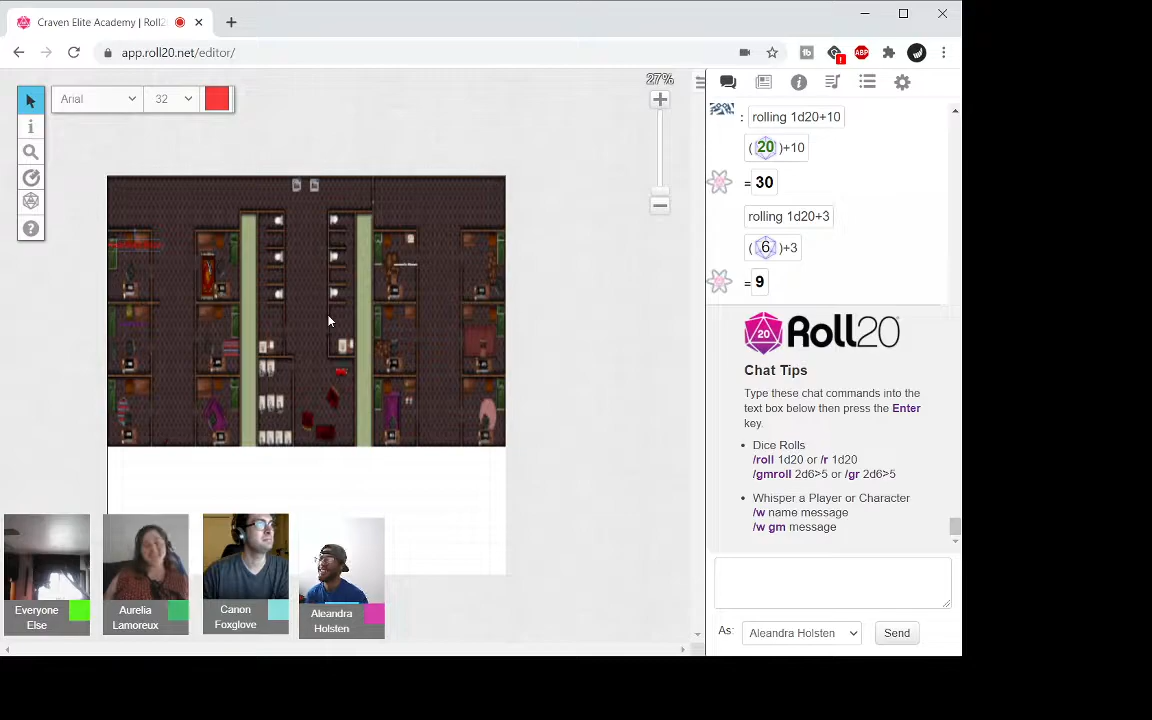 Craven Elite Academy | Roll2
app.roll20.net/editor/
Arial
32
27%
: rolling 1d20+10
(20)+10
= 30
rolling 1d20+3
(6)+3
= 9
20
Roll20
Chat Tips
Type these chat commands into the
text box below then press the Enter
key.
Dice Rolls
/roll 1d20 or /r 1d20
/gmroll 2d6>5 or /gr 2d6>5
Whisper a Player or Character
/w name message
/w gm message
Everyone
Else
Aurelia
Lamoreux
Canon
Foxglove
Aleandra
Holsten
As:
Aleandra Holsten
Send